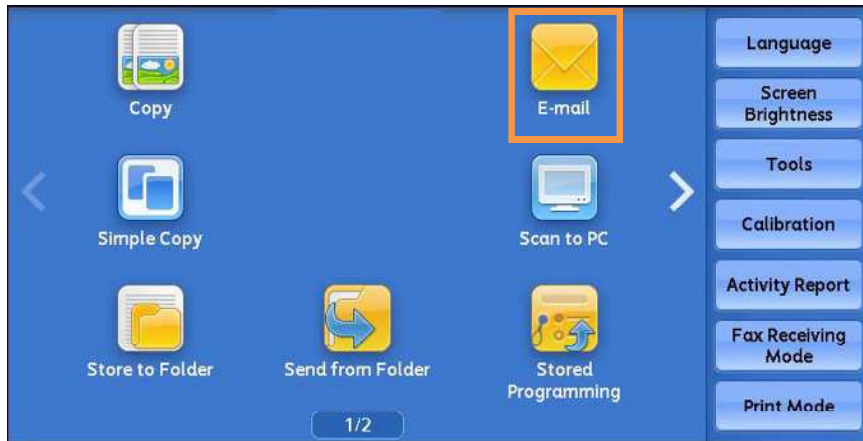 Copy
E-mail
Simple Copy
Scan to PC
Store to Folder
Send from Folder
Stored
Programming
1/2
Language
Screen
Brightness
Tools
Calibration
Activity Report
Fax Receiving
Mode
Print Mode